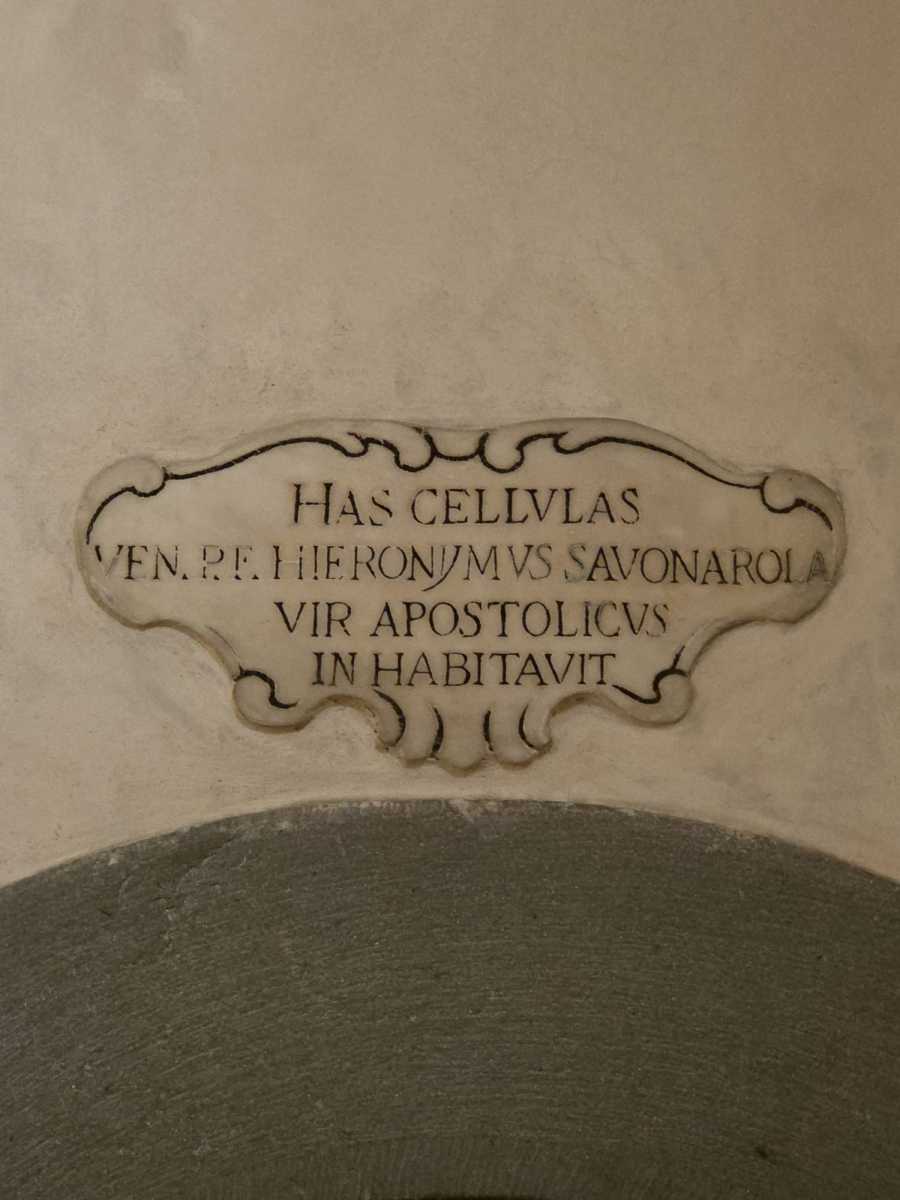 HAS CELLVLAS
VEN. P. F. HIERONYMVS SAVONAROLA
VIR APOSTOLICVS
IN HABITAVIT